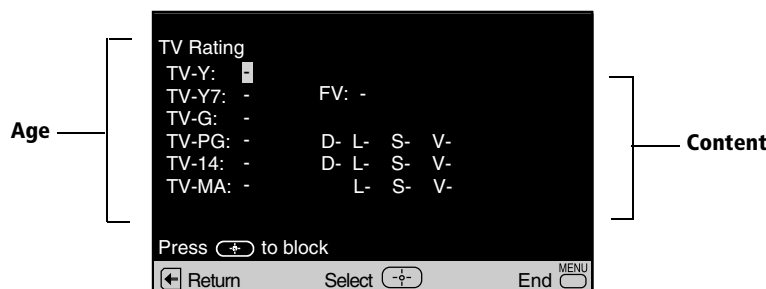 TV Rating
TV-Y: -
TV-Y7: - FV: -
TV-G: -
Age
TV-PG: - D- L- S- V-
Content
TV-14: - D- L- S- V-
TV-MA: - L- S- V-
Press to block
Return Select End MENU